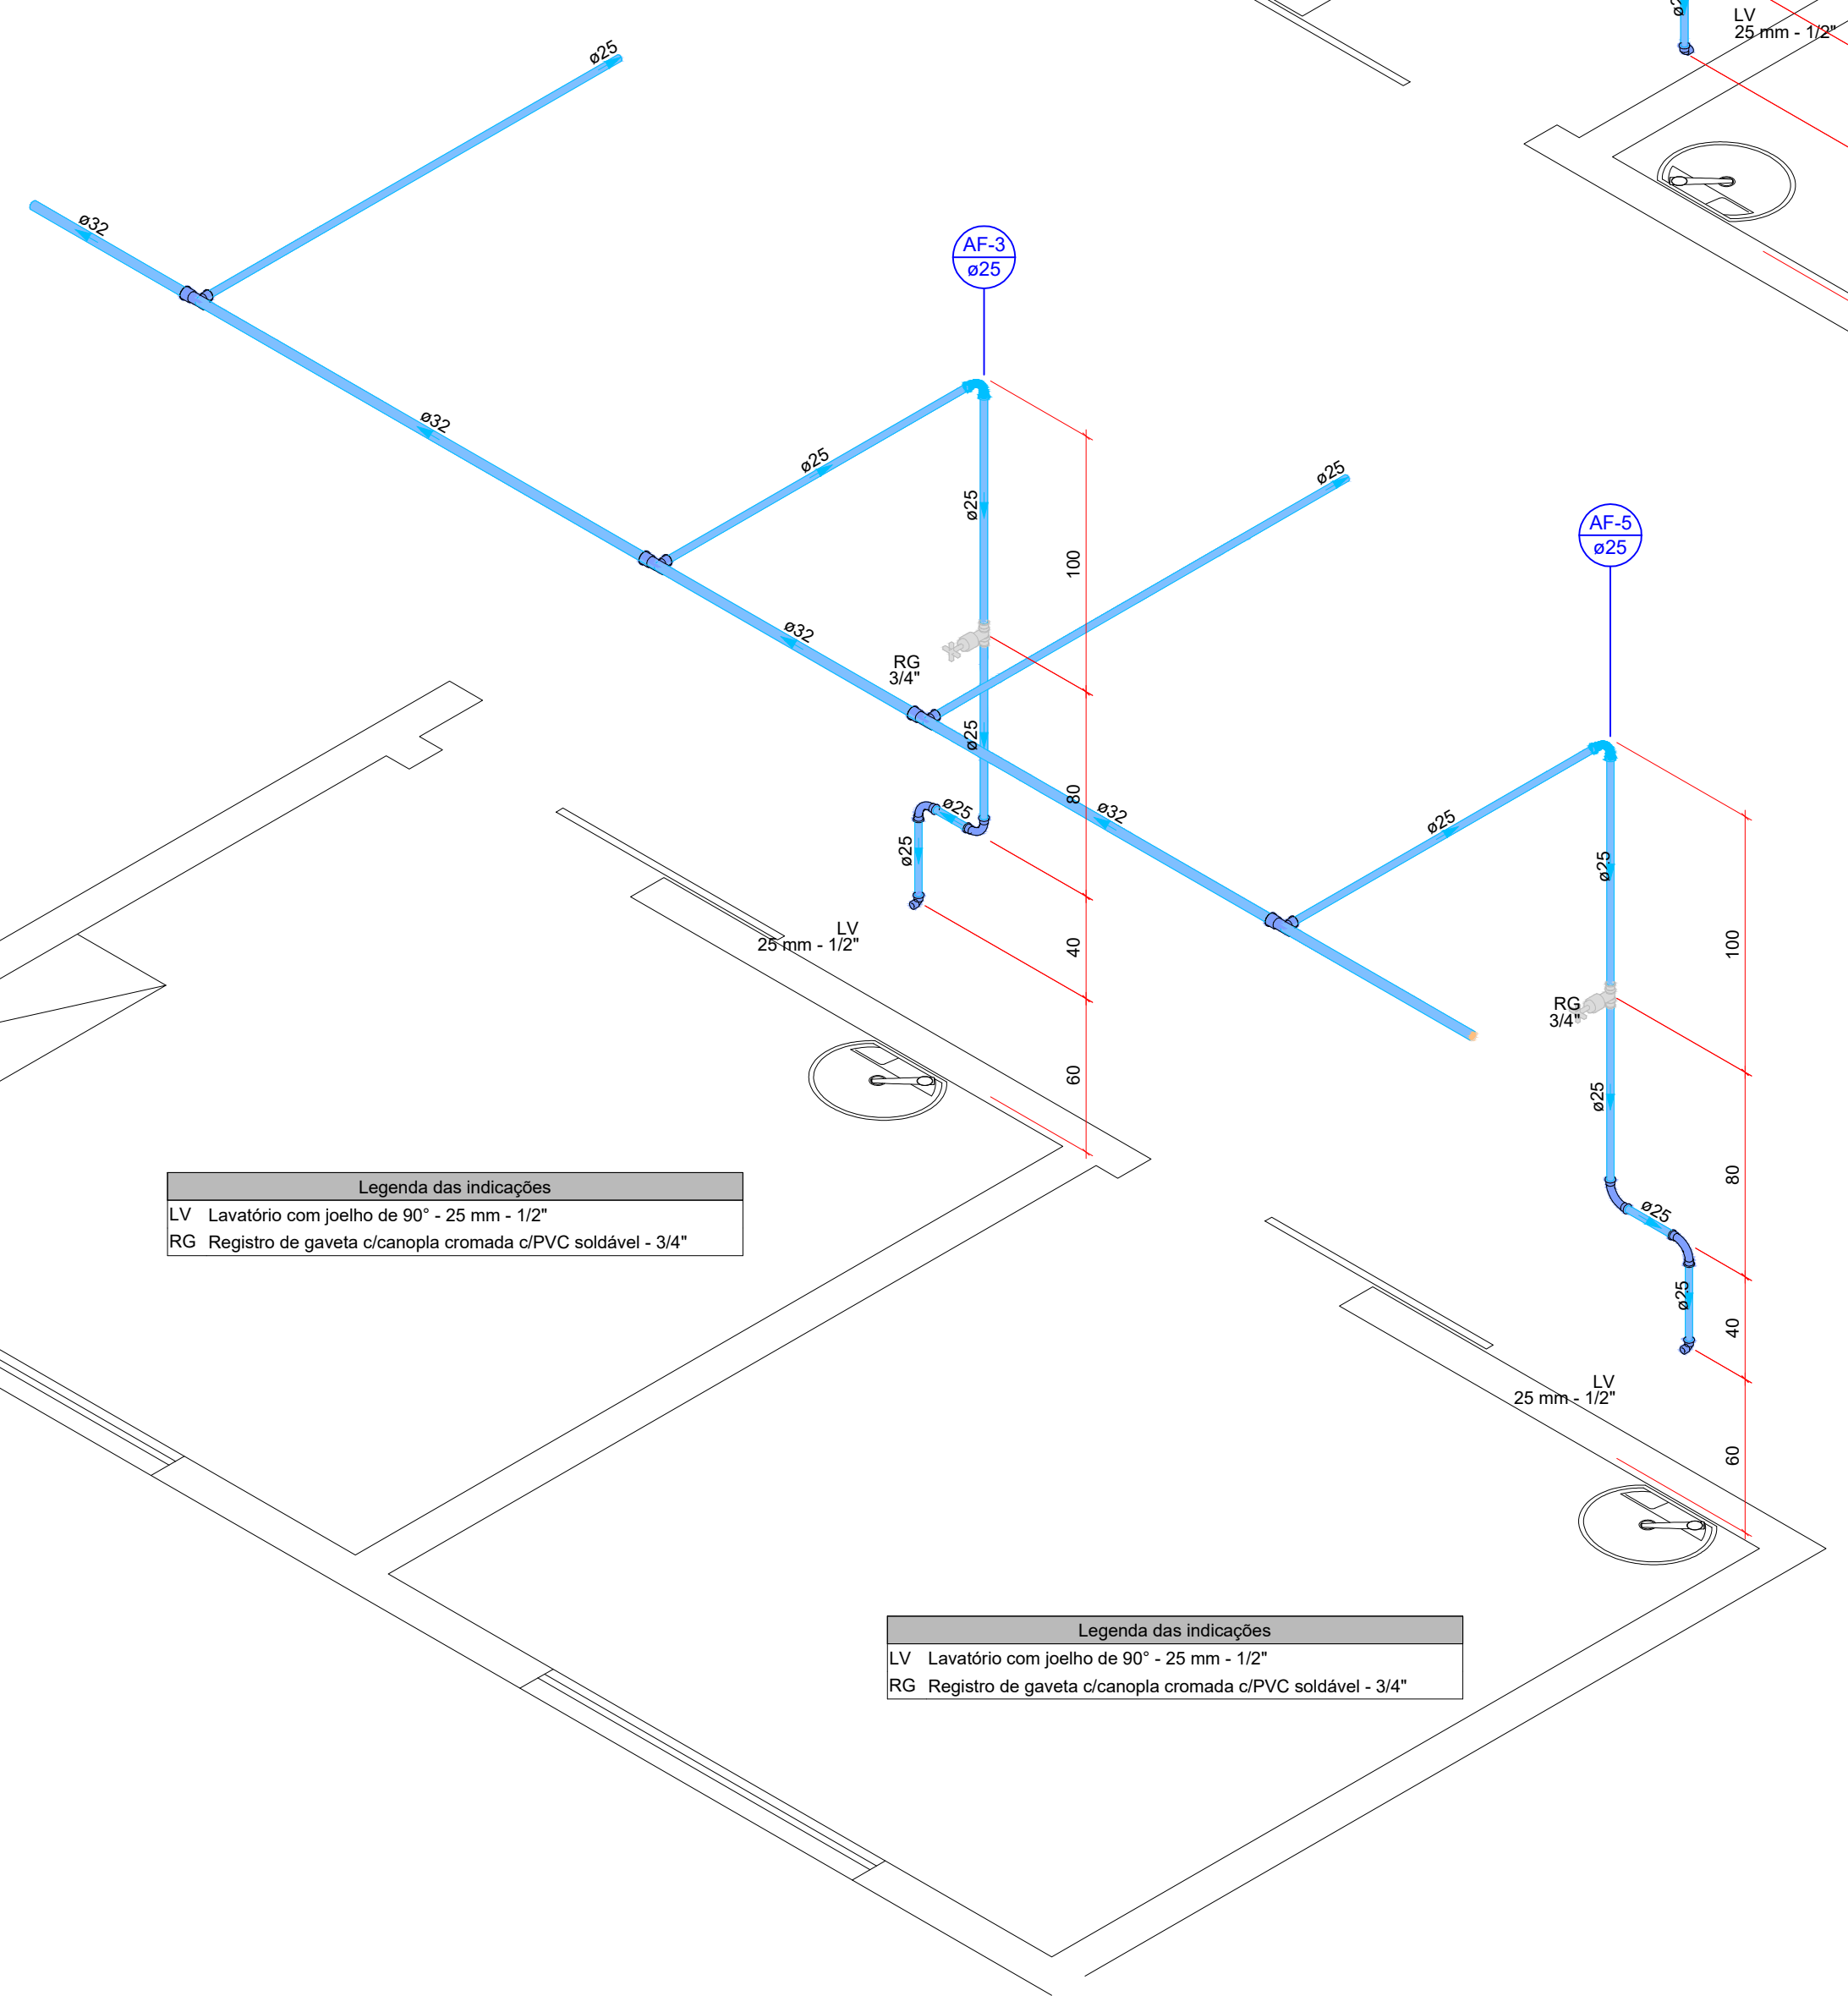 LV
25 mm - 1/2"
ø25
ø32
AF-3
ø25
ø32
ø25
ø25
ø25
100
AF-5
ø25
ø32
RG
3/4"
ø25
80
ø32
ø25
ø25
ø25
ø25
100
LV
25 mm - 1/2"
40
RG
3/4"
60
ø25
80
ø25
ø25
40
LV
25 mm - 1/2"
60
Legenda das indicações
LV Lavatório com joelho de 90° - 25 mm - 1/2"
RG Registro de gaveta c/canopla cromada c/PVC soldável - 3/4"
Legenda das indicações
LV Lavatório com joelho de 90° - 25 mm - 1/2"
RG Registro de gaveta c/canopla cromada c/PVC soldável - 3/4"